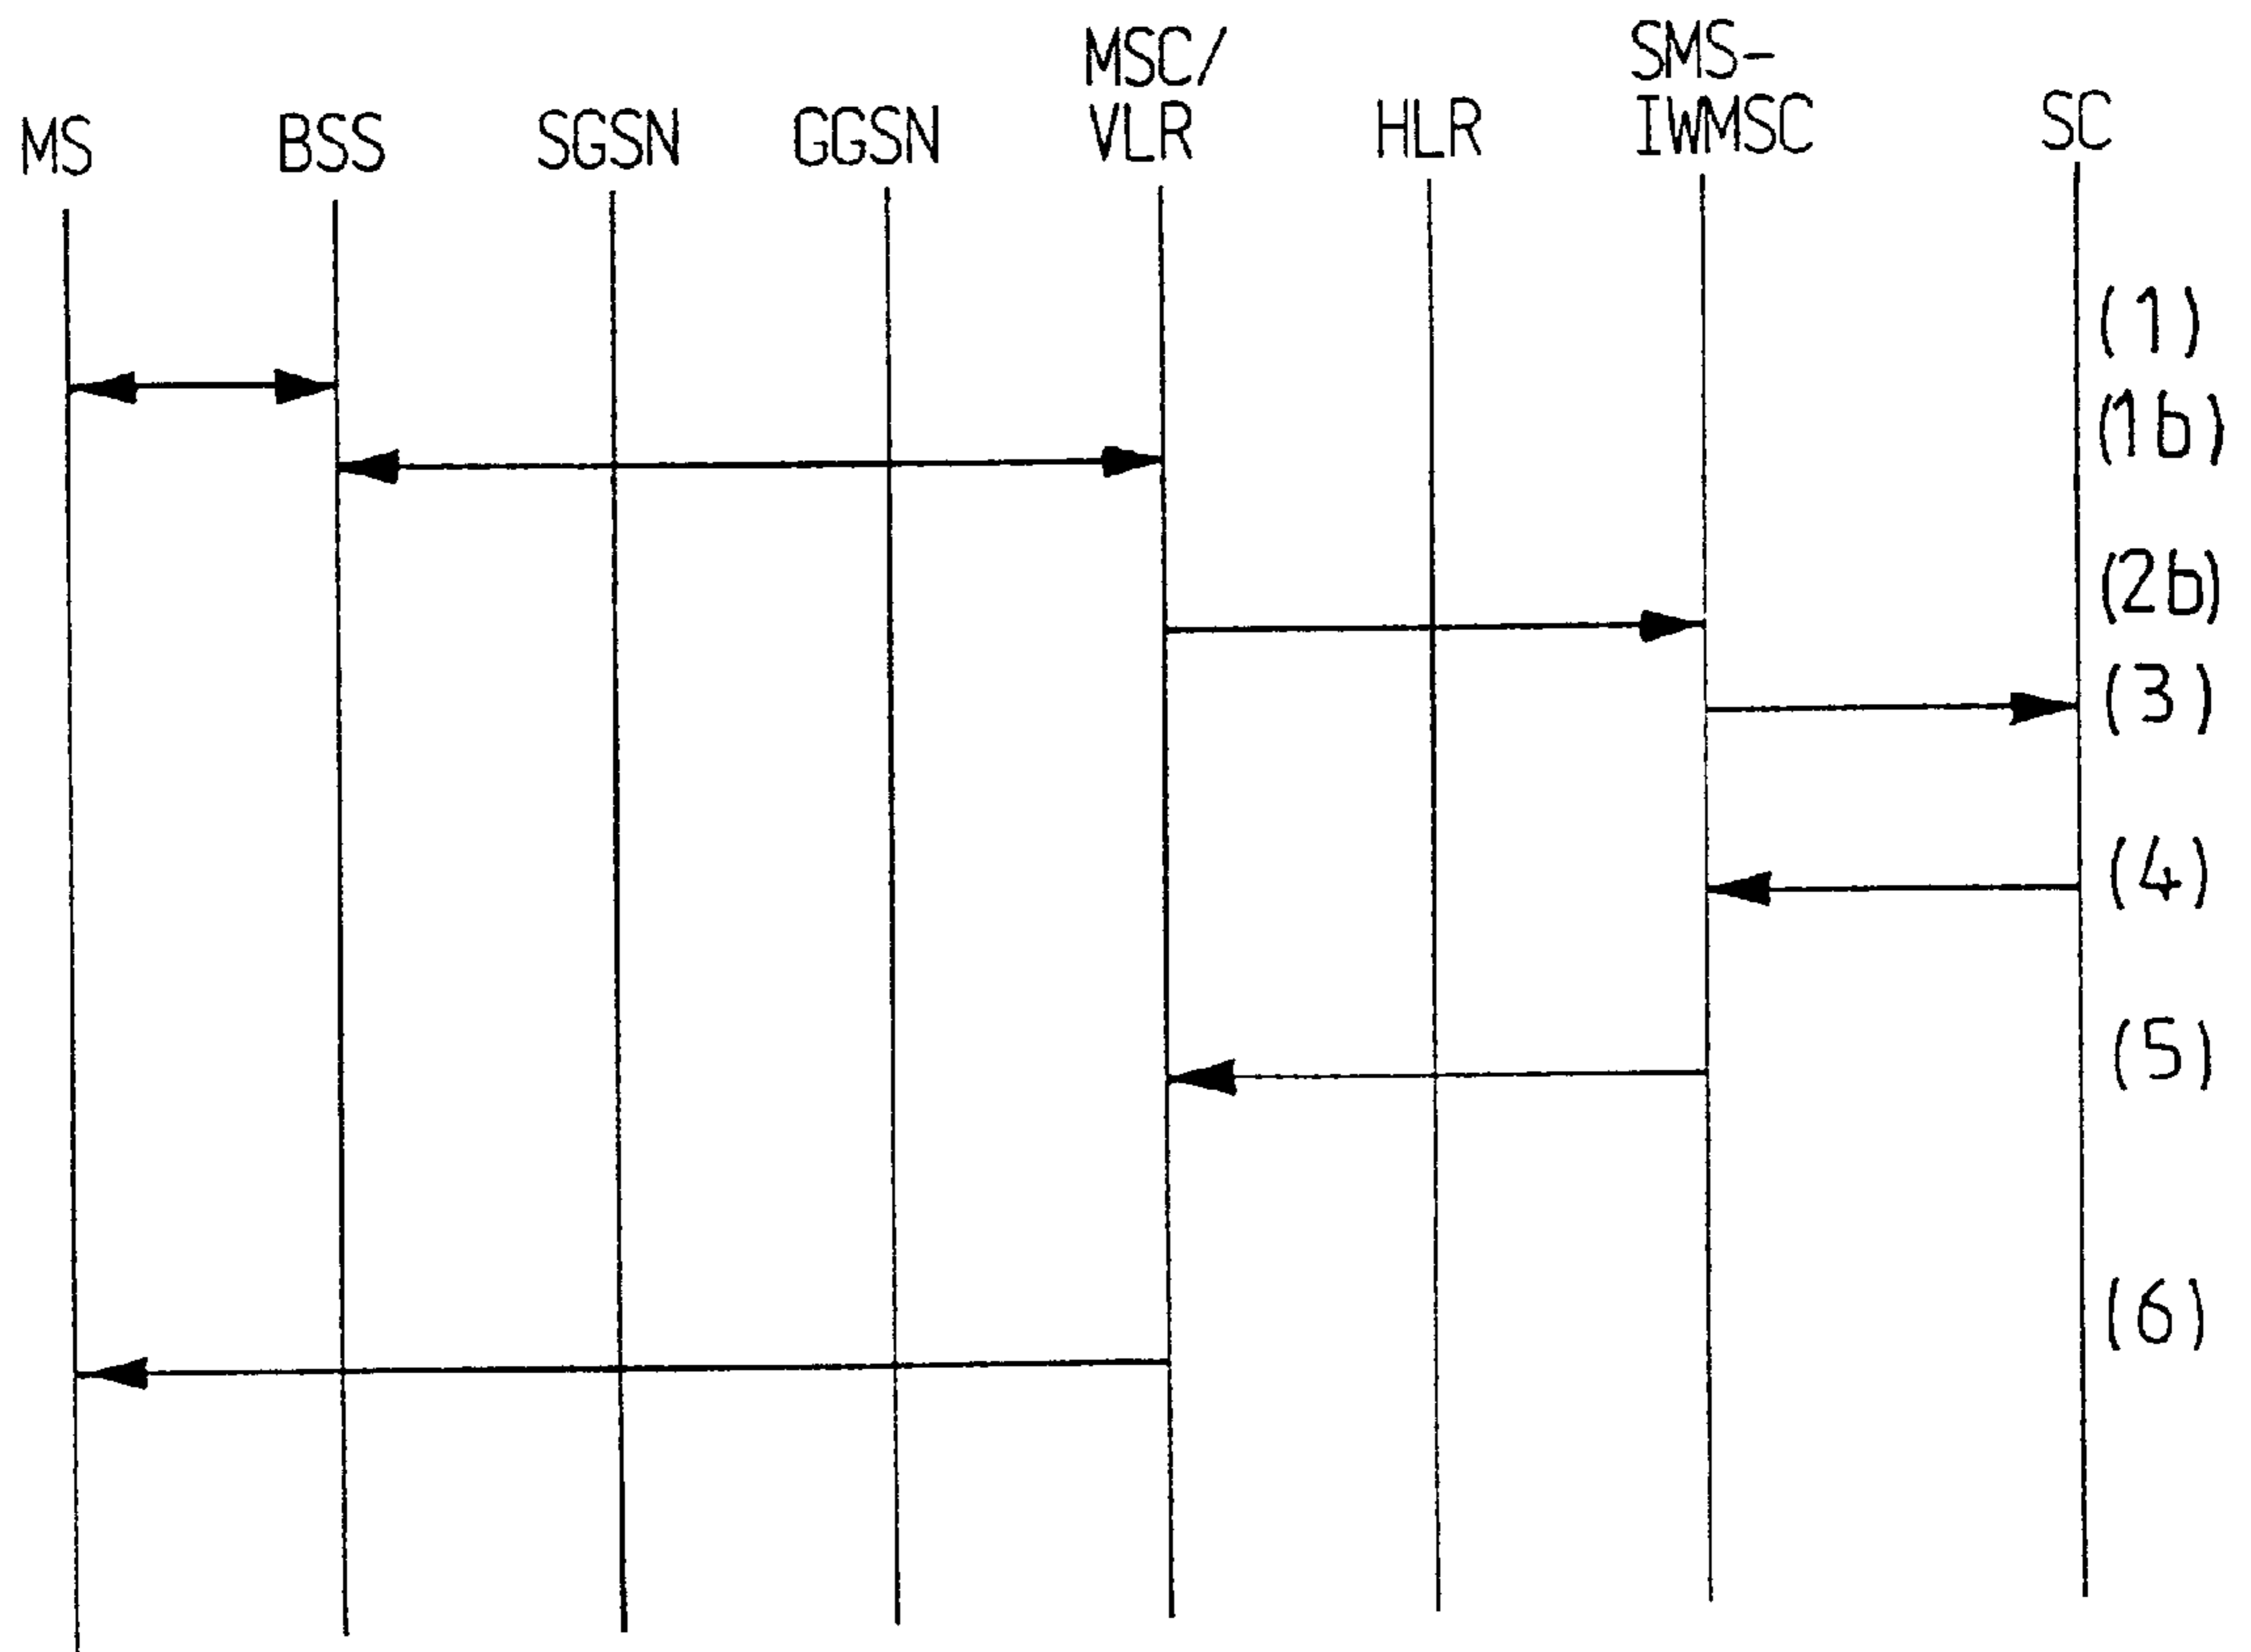 MS
BSS
SGSN
GGSN
MSC/
VLR
HLR
SMS-
IWMSC
SC
(1)
(1b)
(2b)
(3)
(4)
(5)
(6)